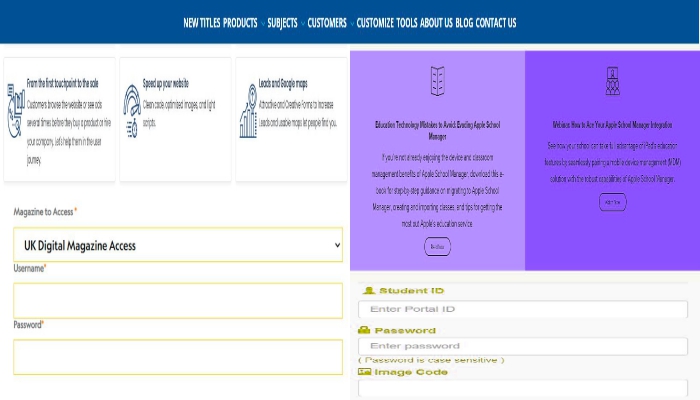 NEW TITLES PRODUCTS SUBJECTS CUSTOMERS CUSTOMIZE TOOLS ABOUT US BLOG CONTACT US
From the first touchpoint to the sale
Customers browse the website or see ads
several times before they buy a product or hire
your company. Let's help them in the user
journey.
Speed up your website
Clean code, optimized images, and light
scripts.
Leads and Google maps
Attractive and Creative Forms to increase
Leads and usable maps let people find you.
Education Technology Mistakes to Avoid: Evading Apple School
Manager
If you're not already enjoying the device and classroom
management benefits of Apple School Manager, download this e-
book for step-by-step guidance on migrating to Apple School
Manager, creating and importing classes, and tips for getting the
most out Apple's education service.
Webinar: How to Ace Your Apple School Manager Integration
See how your school can take full advantage of iPad's education
features by seamlessly pairing a mobile device management (MDM)
solution with the robust capabilities of Apple School Manager.
Magazine to Access*
UK Digital Magazine Access
Username*
Password*
Student ID
Enter Portal ID
Password
Enter password
( Password is case sensitive )
Image Code